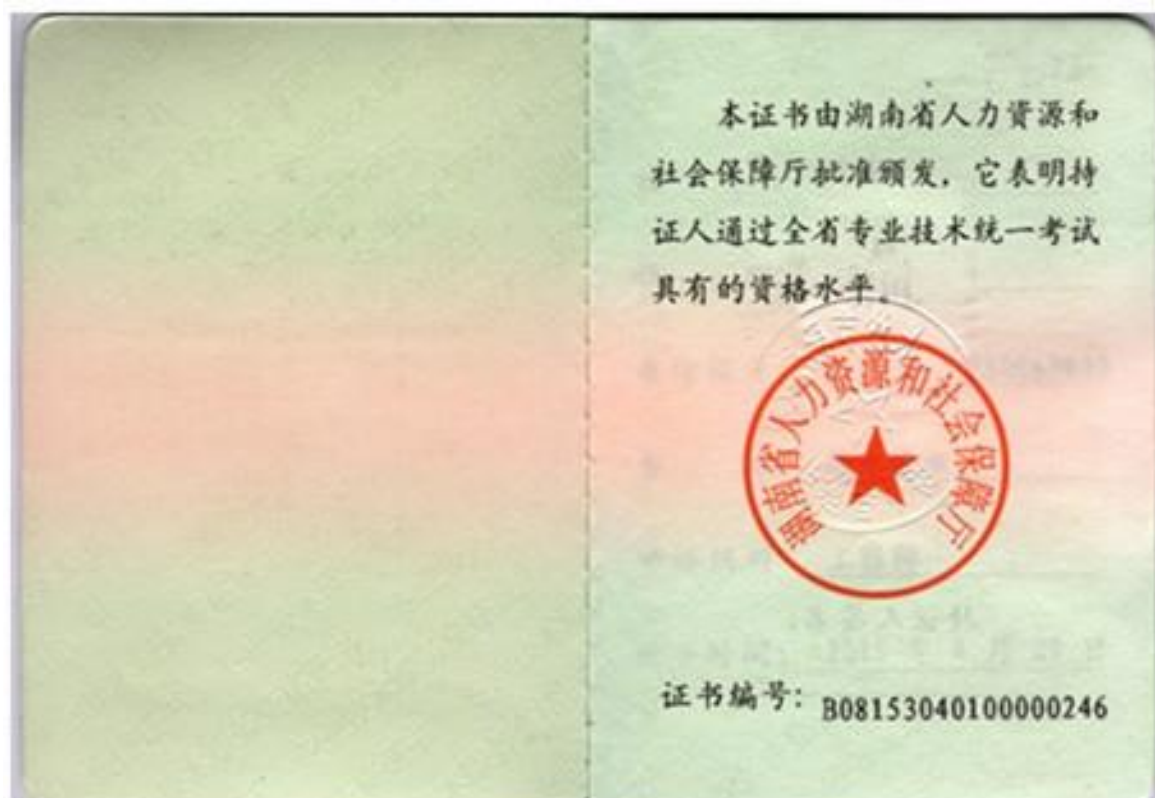 本证书由湖南省人力资源和
社会保障厅批准颁发，它表明持
证人通过全省专业技术统一考试
具有的资格水平。
湖南省人力资源和社会保障厅
证书编号：B08153040100000246